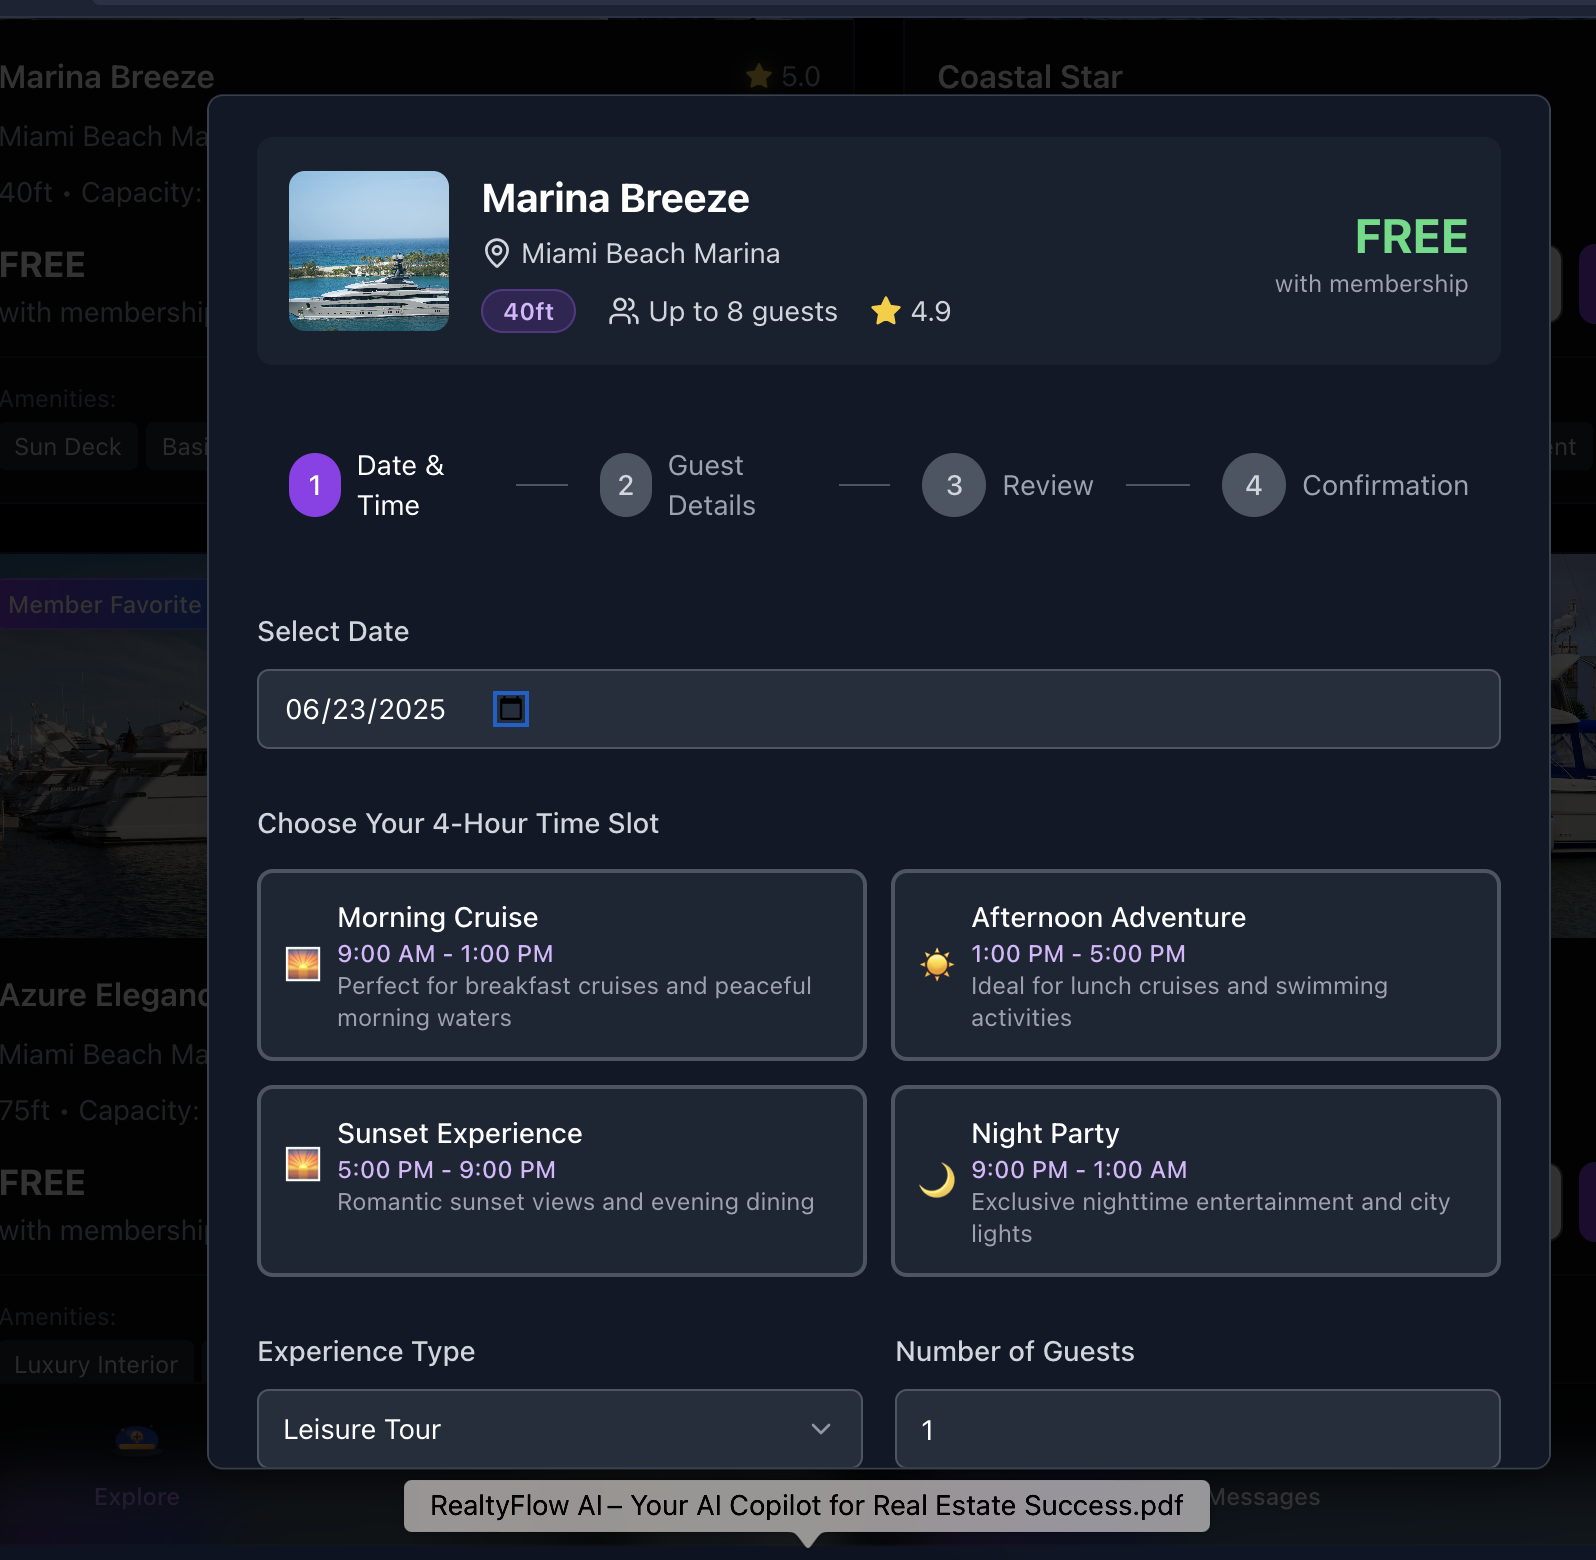 Marina Breeze
5.0
Coastal Star
Miami Beach Ma
40ft • Capacity:
FREE
with membership
Amenities:
Sun Deck
Basi
Member Favorite
Azure Eleganc
Miami Beach Ma
75ft • Capacity:
FREE
with membership
Amenities:
Luxury Interior
Explore
Messages
nt
Marina Breeze
Miami Beach Marina
40ft
Up to 8 guests
4.9
FREE
with membership
1
Date &
Time
2
Guest
Details
3
Review
4
Confirmation
Select Date
06/23/2025
Choose Your 4-Hour Time Slot
Morning Cruise
9:00 AM - 1:00 PM
Perfect for breakfast cruises and peaceful
morning waters
Afternoon Adventure
1:00 PM - 5:00 PM
Ideal for lunch cruises and swimming
activities
Sunset Experience
5:00 PM - 9:00 PM
Romantic sunset views and evening dining
Night Party
9:00 PM - 1:00 AM
Exclusive nighttime entertainment and city
lights
Experience Type
Leisure Tour
Number of Guests
1
RealtyFlow AI – Your AI Copilot for Real Estate Success.pdf